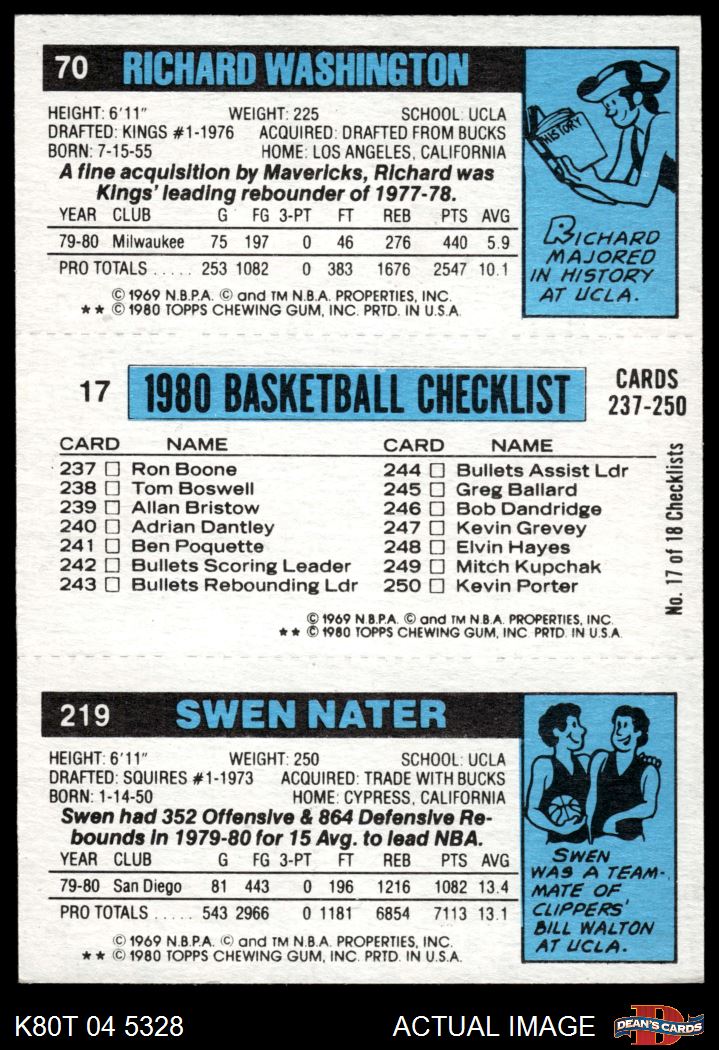 70 RICHARD WASHINGTON
HEIGHT: 6'11" WEIGHT: 225 SCHOOL: UCLA
DRAFTED: KINGS #1-1976 ACQUIRED: DRAFTED FROM BUCKS
BORN: 7-15-55 HOME: LOS ANGELES, CALIFORNIA
A fine acquisition by Mavericks, Richard was
Kings' leading rebounder of 1977-78.
YEAR CLUB G FG 3-PT FT REB PTS AVG
79-80 Milwaukee 75 197 0 46 276 440 5.9
PRO TOTALS ..... 253 1082 0 383 1676 2547 10.1
© 1969 N.B.P.A. © and TM N.B.A. PROPERTIES, INC.
** © 1980 TOPPS CHEWING GUM, INC. PRTD. IN U.S.A.
HISTORY
RICHARD
MAJORED
IN HISTORY
AT UCLA.
17 1980 BASKETBALL CHECKLIST CARDS
237-250
CARD NAME CARD NAME
237 □ Ron Boone 244 □ Bullets Assist Ldr
238 □ Tom Boswell 245 □ Greg Ballard
239 □ Allan Bristow 246 □ Bob Dandridge
240 □ Adrian Dantley 247 □ Kevin Grevey
241 □ Ben Poquette 248 □ Elvin Hayes
242 □ Bullets Scoring Leader 249 □ Mitch Kupchak
243 □ Bullets Rebounding Ldr 250 □ Kevin Porter
No. 17 of 18 Checklists
© 1969 N.B.P.A. © and TM N.B.A. PROPERTIES, INC.
** © 1980 TOPPS CHEWING GUM, INC. PRTD. IN U.S.A.
219 SWEN NATER
HEIGHT: 6'11" WEIGHT: 250 SCHOOL: UCLA
DRAFTED: SQUIRES #1-1973 ACQUIRED: TRADE WITH BUCKS
BORN: 1-14-50 HOME: CYPRESS, CALIFORNIA
Swen had 352 Offensive & 864 Defensive Re-
bounds in 1979-80 for 15 Avg. to lead NBA.
YEAR CLUB G FG 3-PT FT REB PTS AVG
79-80 San Diego 81 443 0 196 1216 1082 13.4
PRO TOTALS ..... 543 2966 0 1181 6854 7113 13.1
© 1969 N.B.P.A. © and TM N.B.A. PROPERTIES, INC.
** © 1980 TOPPS CHEWING GUM, INC. PRTD. IN U.S.A.
SWEN
WAS A TEAM-
MATE OF
CLIPPERS'
BILL WALTON
AT UCLA.
K80T 04 5328 ACTUAL IMAGE D DEAN'S CARDS